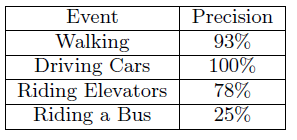 Event Precision
Walking 93%
Driving Cars 100%
Riding Elevators 78%
Riding a Bus 25%